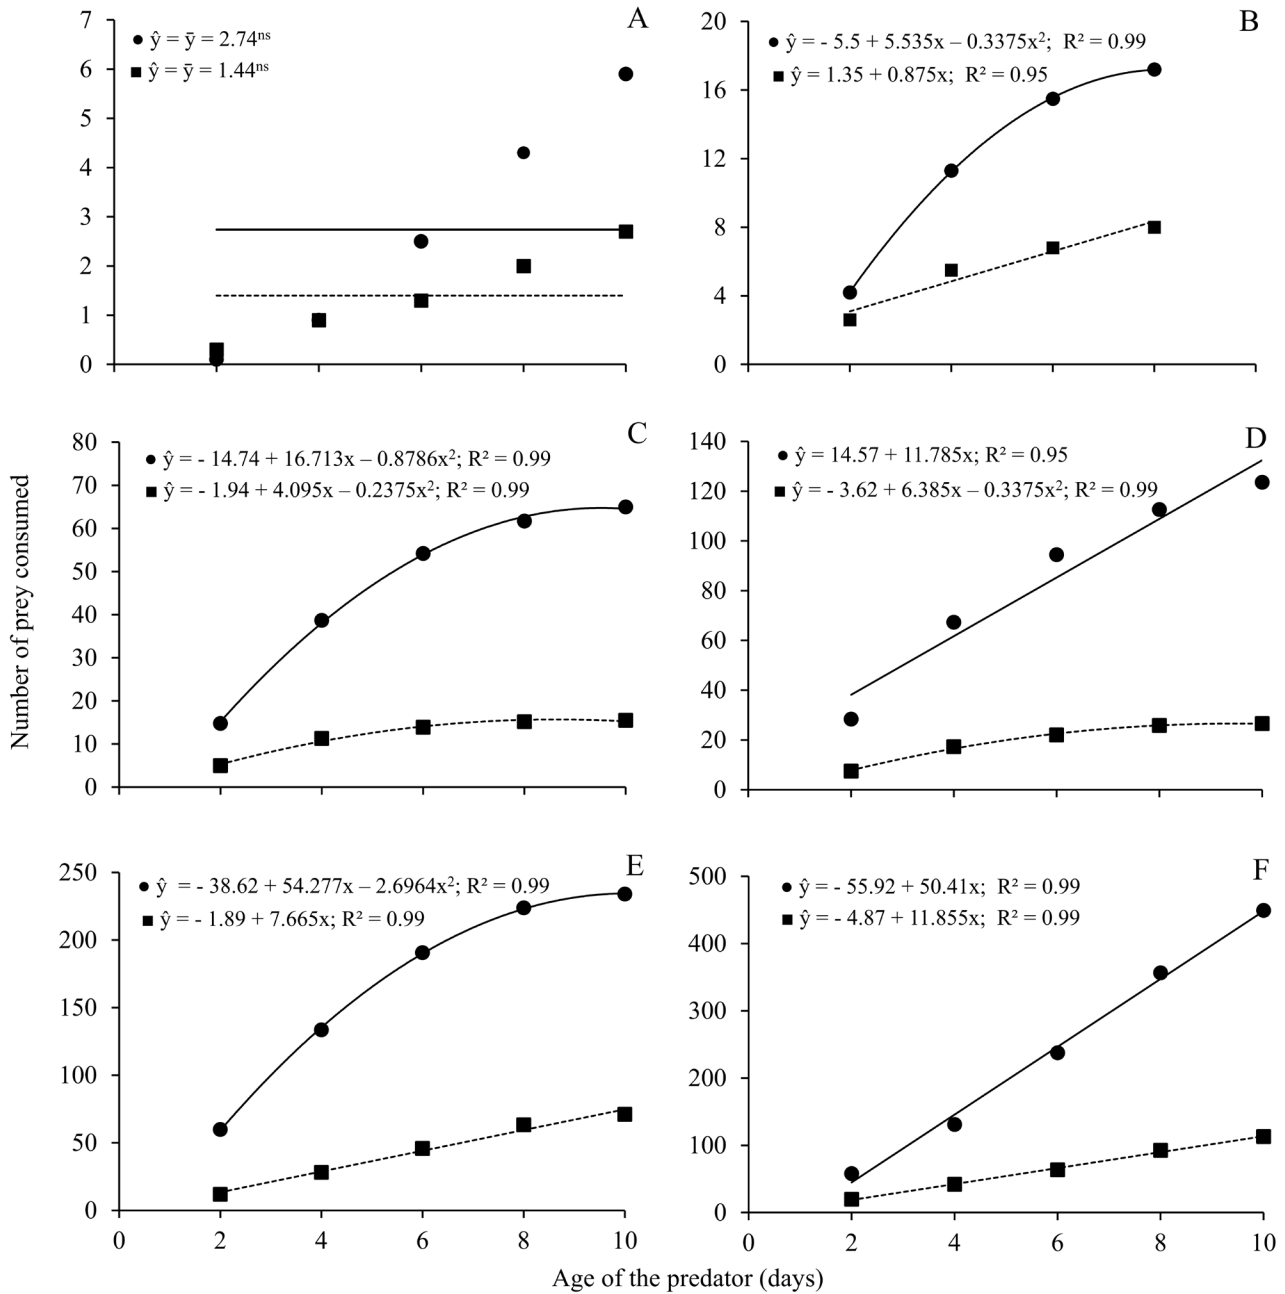 A
● ŷ = ȳ = 2.74ⁿˢ
■ ŷ = ȳ = 1.44ⁿˢ
7
6
5
4
3
2
1
0
B
● ŷ = - 5.5 + 5.535x – 0.3375x²; R² = 0.99
■ ŷ = 1.35 + 0.875x; R² = 0.95
20
16
12
8
4
0
C
● ŷ = - 14.74 + 16.713x – 0.8786x²; R² = 0.99
■ ŷ = - 1.94 + 4.095x – 0.2375x²; R² = 0.99
80
70
60
50
40
30
20
10
0
D
● ŷ = 14.57 + 11.785x; R² = 0.95
■ ŷ = - 3.62 + 6.385x – 0.3375x²; R² = 0.99
140
120
100
80
60
40
20
0
E
● ŷ = - 38.62 + 54.277x – 2.6964x²; R² = 0.99
■ ŷ = - 1.89 + 7.665x; R² = 0.99
250
200
150
100
50
0
0 2 4 6 8 10
F
● ŷ = - 55.92 + 50.41x; R² = 0.99
■ ŷ = - 4.87 + 11.855x; R² = 0.99
500
400
300
200
100
0
0 2 4 6 8 10
Number of prey consumed
Age of the predator (days)